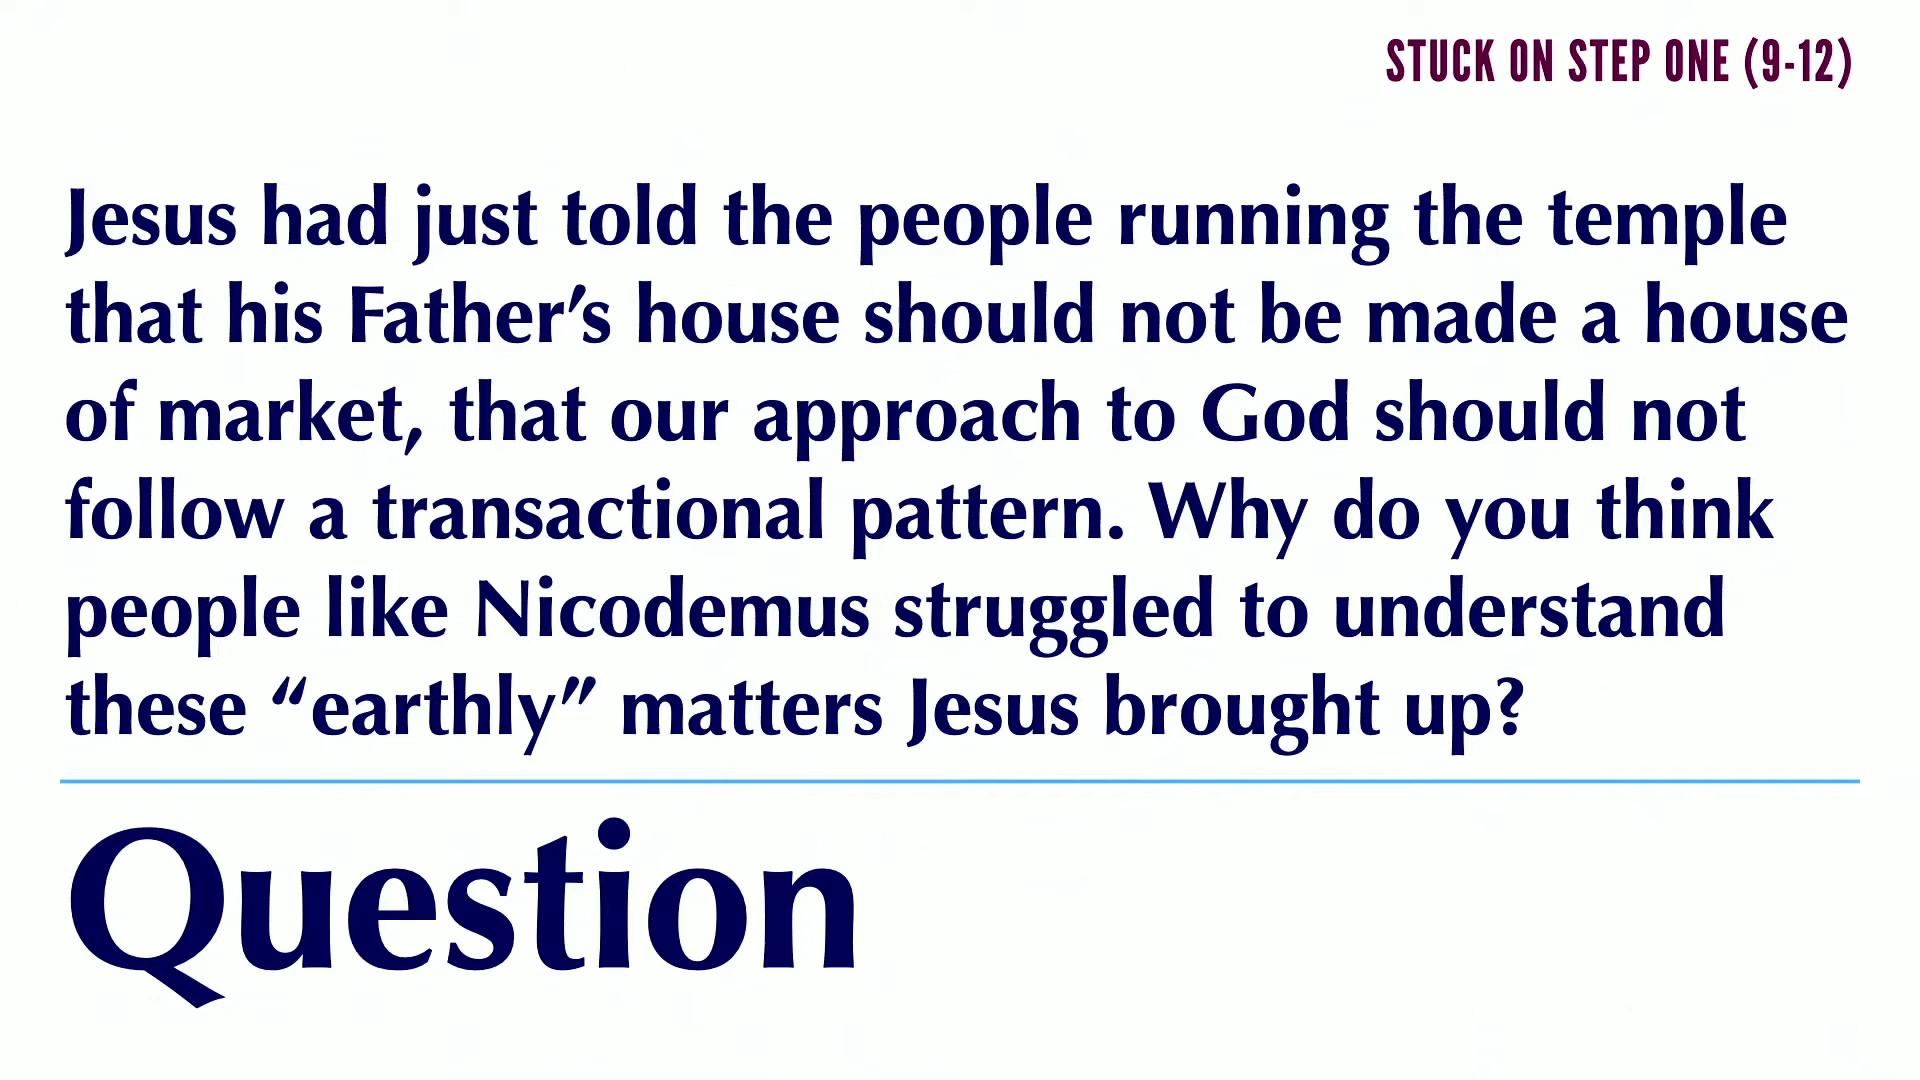 STUCK ON STEP ONE (9-12)
Jesus had just told the people running the temple
that his Father’s house should not be made a house
of market, that our approach to God should not
follow a transactional pattern. Why do you think
people like Nicodemus struggled to understand
these “earthly” matters Jesus brought up?
Question